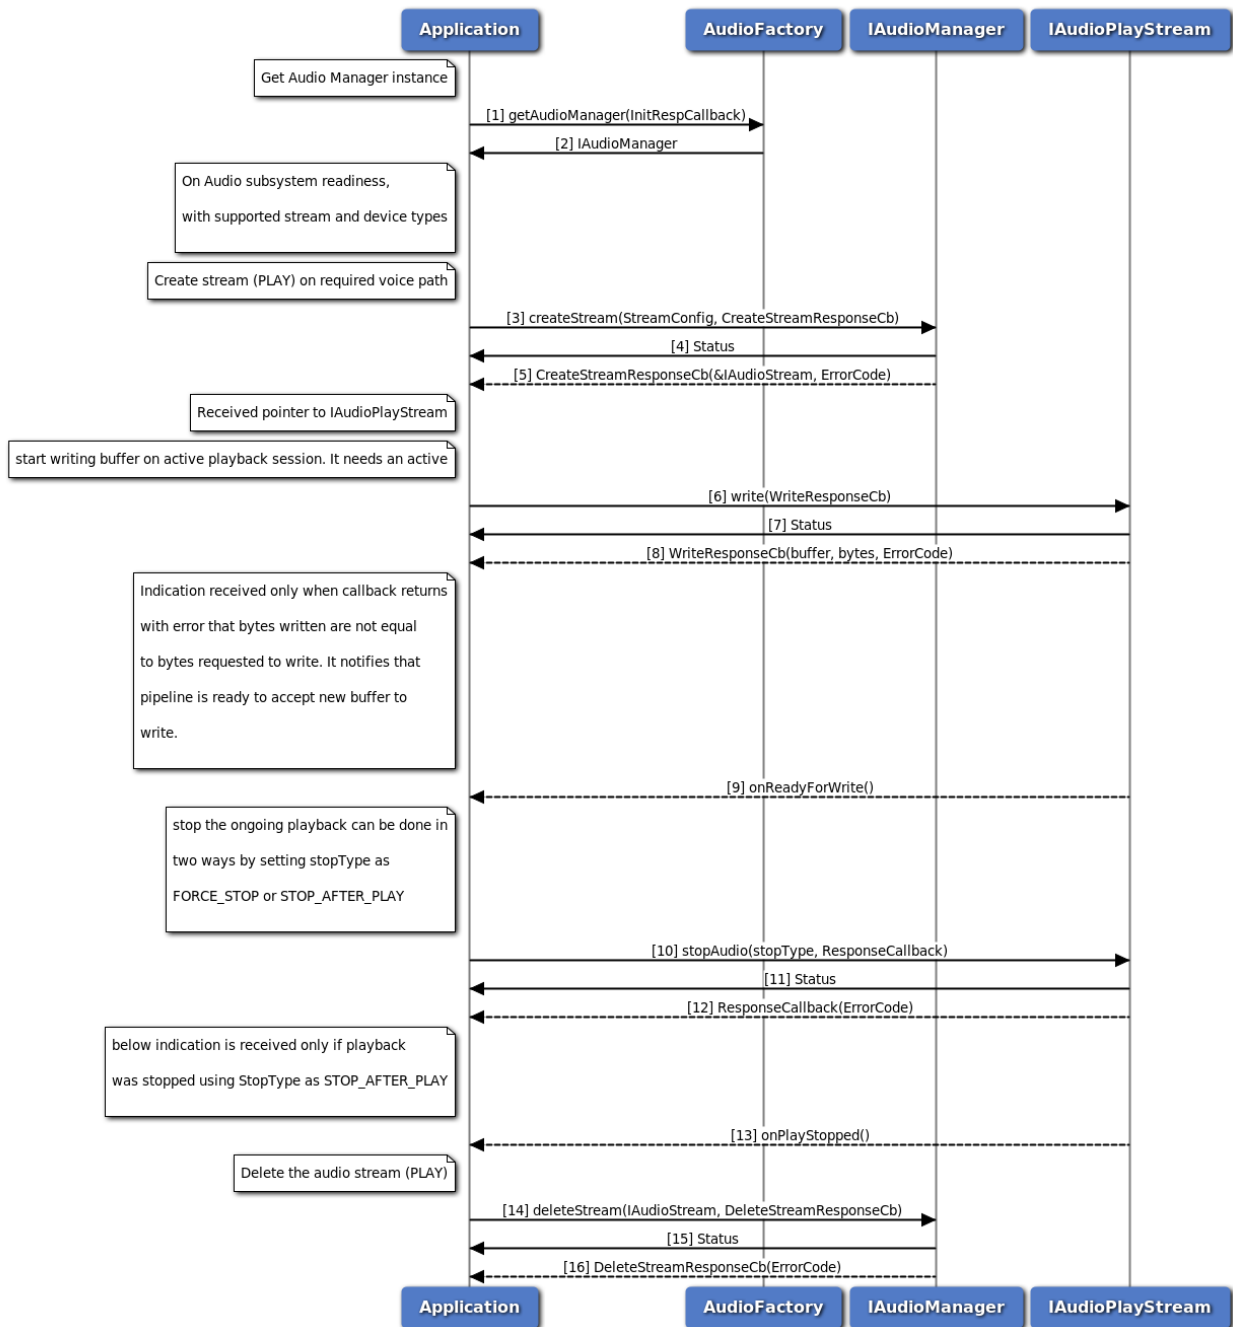 Application
AudioFactory
IAudioManager
IAudioPlayStream
Get Audio Manager instance
[1] getAudioManager(InitRespCallback)
[2] IAudioManager
On Audio subsystem readiness,
with supported stream and device types
Create stream (PLAY) on required voice path
[3] createStream(StreamConfig, CreateStreamResponseCb)
[4] Status
[5] CreateStreamResponseCb(&IAudioStream, ErrorCode)
Received pointer to IAudioPlayStream
start writing buffer on active playback session. It needs an active
[6] write(WriteResponseCb)
[7] Status
[8] WriteResponseCb(buffer, bytes, ErrorCode)
Indication received only when callback returns
with error that bytes written are not equal
to bytes requested to write. It notifies that
pipeline is ready to accept new buffer to
write.
[9] onReadyForWrite()
stop the ongoing playback can be done in
two ways by setting stopType as
FORCE_STOP or STOP_AFTER_PLAY
[10] stopAudio(stopType, ResponseCallback)
[11] Status
[12] ResponseCallback(ErrorCode)
below indication is received only if playback
was stopped using StopType as STOP_AFTER_PLAY
[13] onPlayStopped()
Delete the audio stream (PLAY)
[14] deleteStream(IAudioStream, DeleteStreamResponseCb)
[15] Status
[16] DeleteStreamResponseCb(ErrorCode)
Application
AudioFactory
IAudioManager
IAudioPlayStream